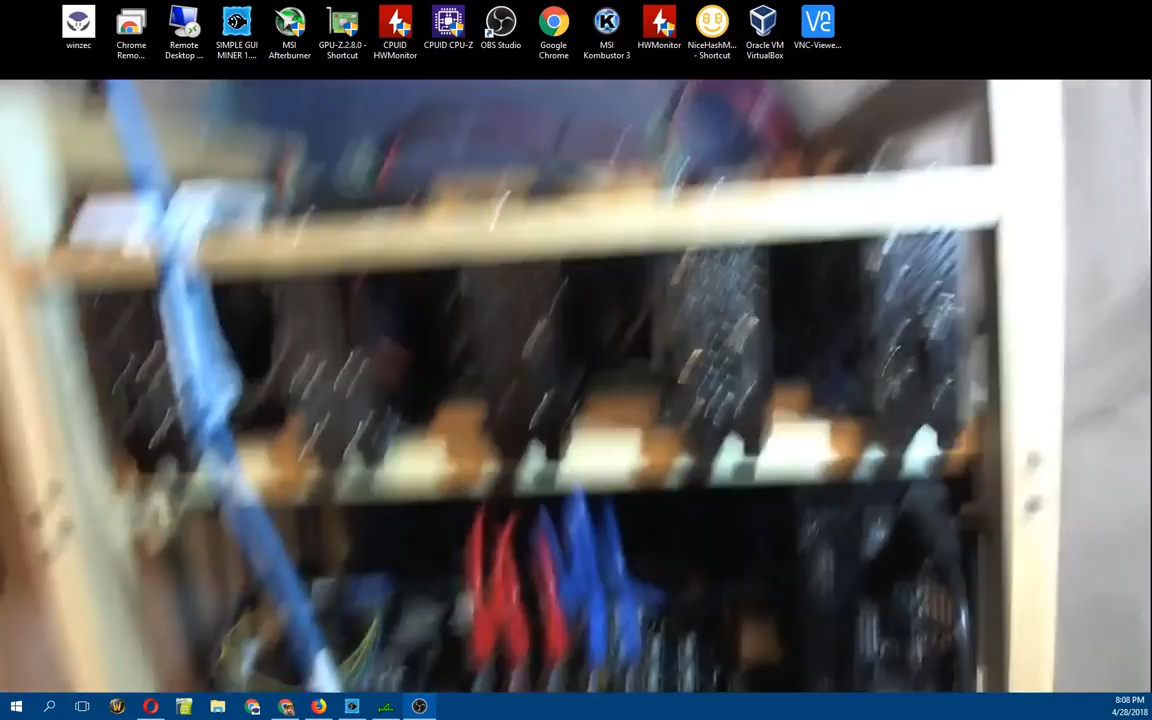 winzec
Chrome
Remo...
Remote
Desktop ...
SIMPLE GUI
MINER 1....
MSI
Afterburner
GPU-Z.2.8.0 -
Shortcut
CPUID
HWMonitor
CPUID CPU-Z
OBS Studio
Google
Chrome
MSI
Kombustor 3
HWMonitor
NiceHashM...
- Shortcut
Oracle VM
VirtualBox
VNC-Viewe...
8:08 PM
4/28/2018